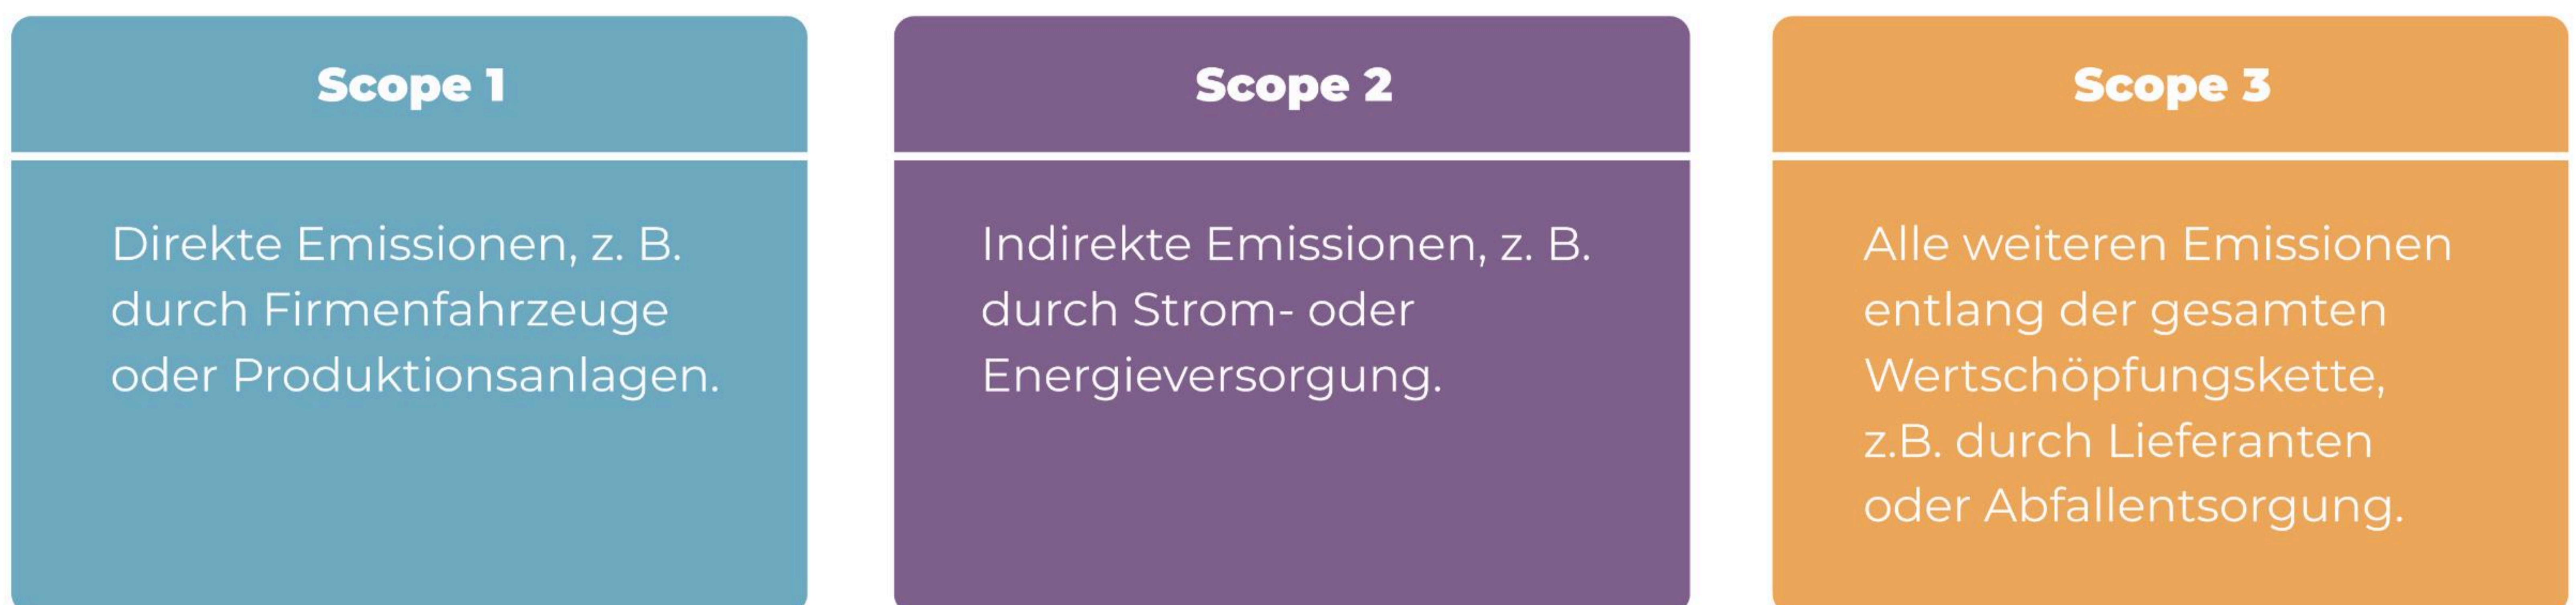 Scope 1
Direkte Emissionen, z. B.
durch Firmenfahrzeuge
oder Produktionsanlagen.
Scope 2
Indirekte Emissionen, z. B.
durch Strom- oder
Energieversorgung.
Scope 3
Alle weiteren Emissionen
entlang der gesamten
Wertschöpfungskette,
z.B. durch Lieferanten
oder Abfallentsorgung.